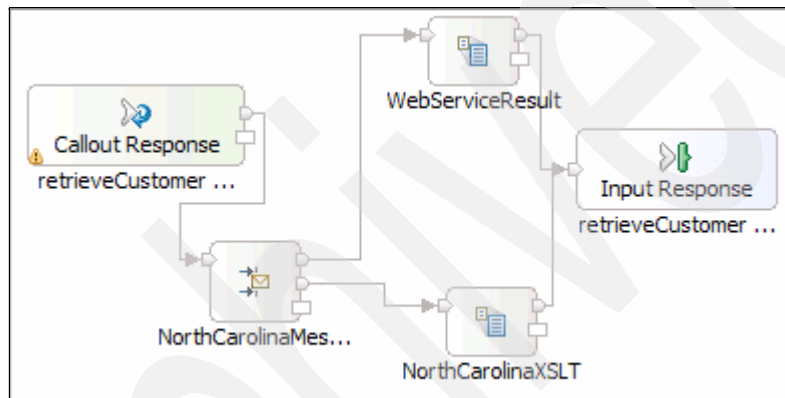 WebServiceResult
Callout Response
retrieveCustomer ...
Input Response
retrieveCustomer ...
NorthCarolinaMes...
NorthCarolinaXSLT